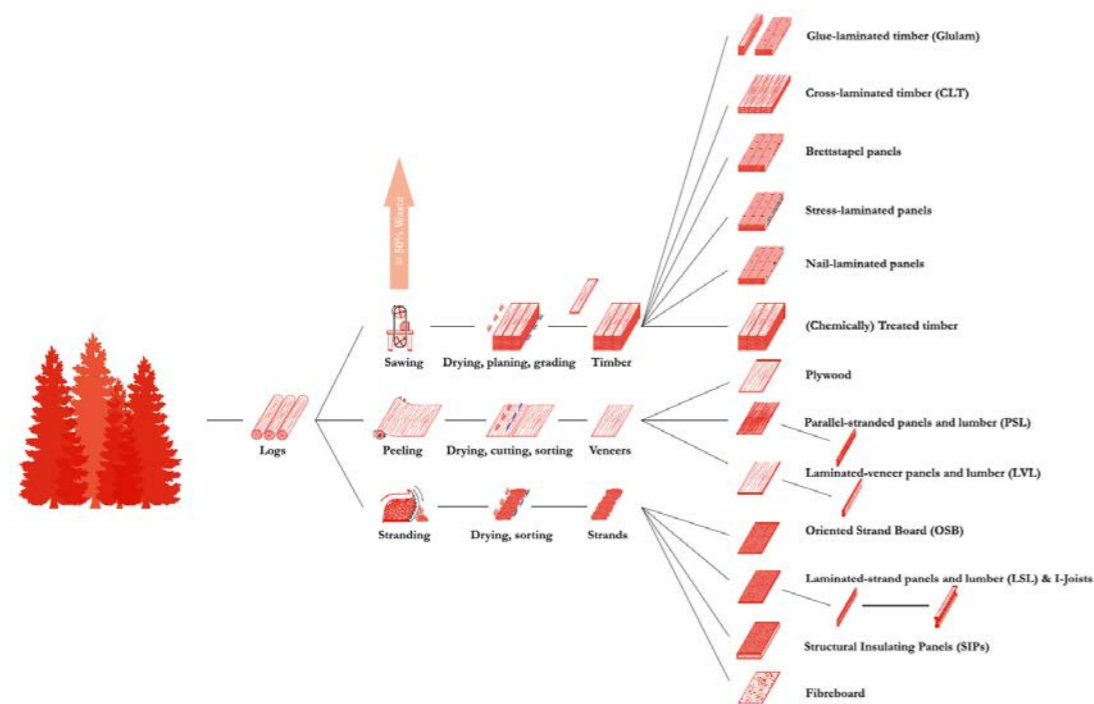 Glue-laminated timber (Glulam)
Cross-laminated timber (CLT)
Brettstapel panels
Stress-laminated panels
Nail-laminated panels
(Chemically) Treated timber
= 50% Waste
Sawing
Drying, planing, grading
Timber
Plywood
Parallel-stranded panels and lumber (PSL)
Logs
Peeling
Drying, cutting, sorting
Veneers
Laminated-veneer panels and lumber (LVL)
Stranding
Drying, sorting
Strands
Oriented Strand Board (OSB)
Laminated-strand panels and lumber (LSL) & I-Joists
Structural Insulating Panels (SIPs)
Fibreboard